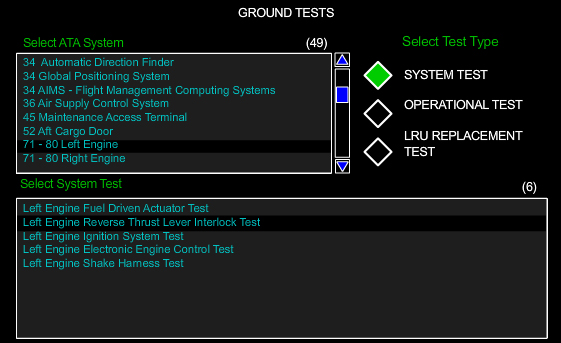 GROUND TESTS
Select ATA System (49)
34 Automatic Direction Finder
34 Global Positioning System
34 AIMS - Flight Management Computing Systems
36 Air Supply Control System
45 Maintenance Access Terminal
52 Aft Cargo Door
71 - 80 Left Engine
71 - 80 Right Engine
Select Test Type
SYSTEM TEST
OPERATIONAL TEST
LRU REPLACEMENT
TEST
Select System Test (6)
Left Engine Fuel Driven Actuator Test
Left Engine Reverse Thrust Lever Interlock Test
Left Engine Ignition System Test
Left Engine Electronic Engine Control Test
Left Engine Shake Harness Test